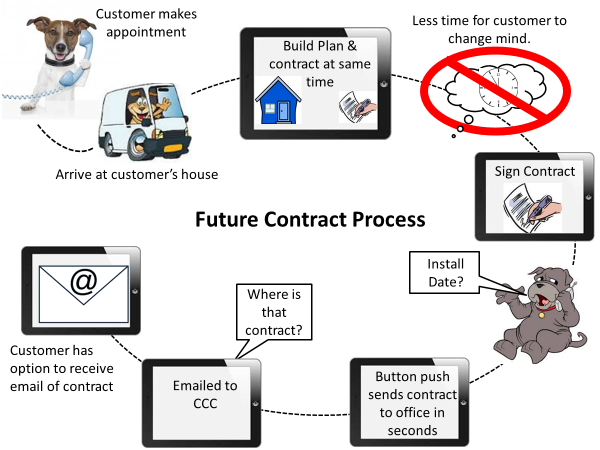 Customer makes
appointment
Arrive at customer's house
Build Plan &
contract at same
time
Less time for customer to
change mind.
Sign Contract
Future Contract Process
Install
Date?
Button push
sends contract
to office in
seconds
Where is
that
contract?
Emailed to
CCC
@
Customer has
option to receive
email of contract